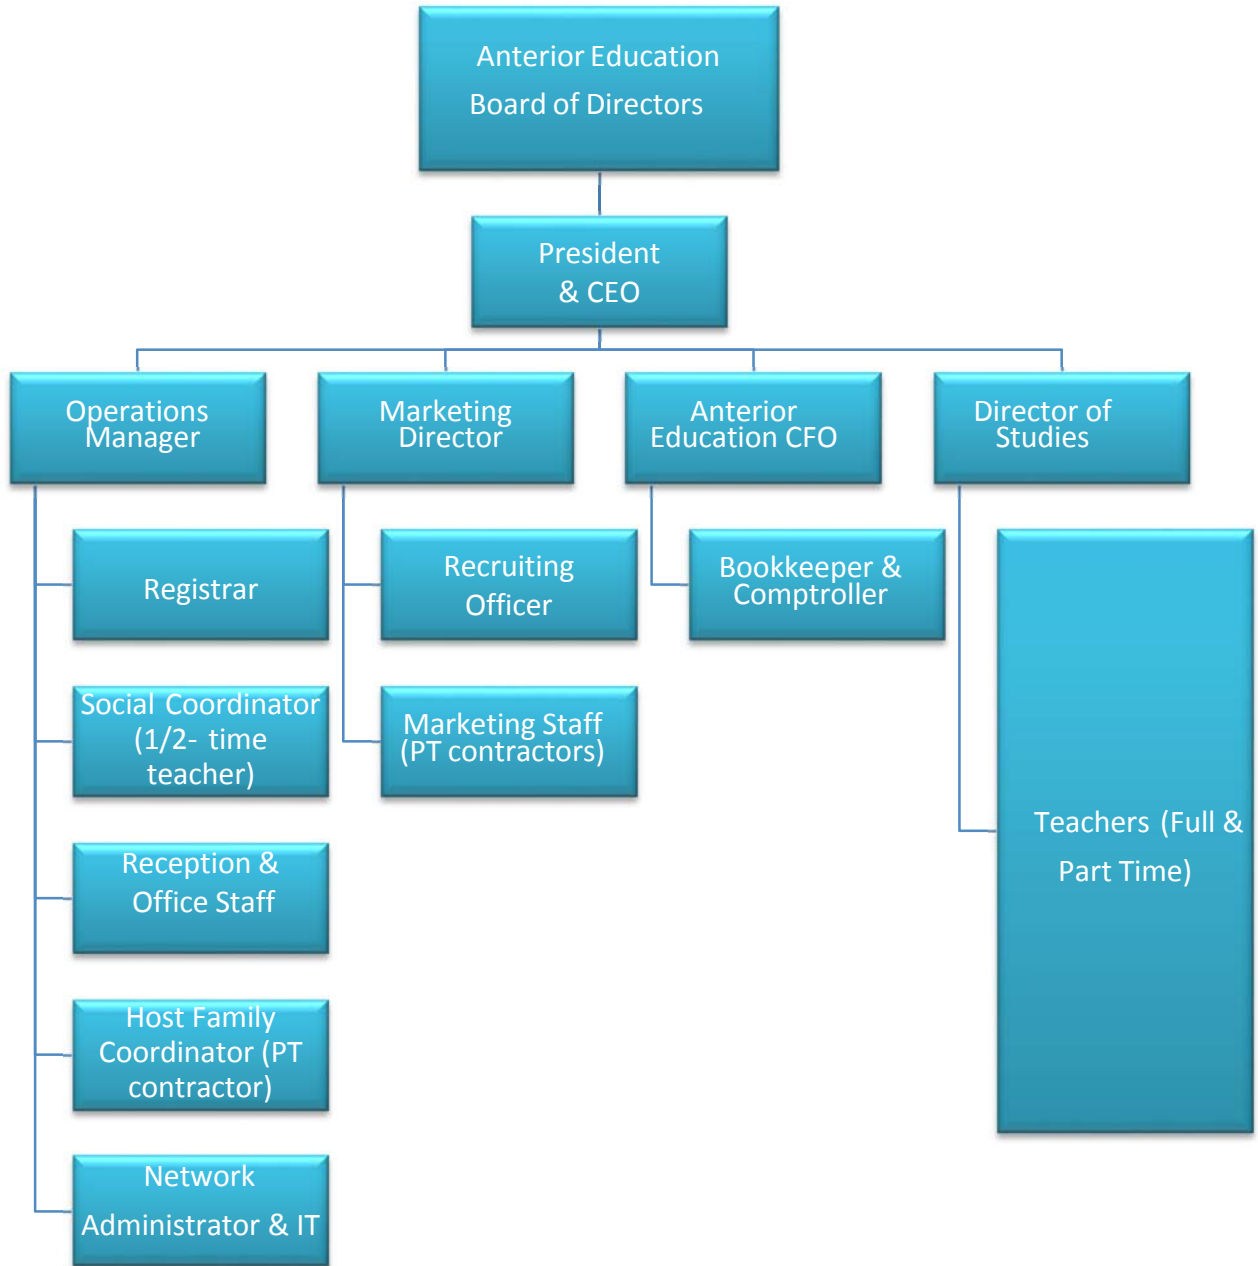 Anterior Education
Board of Directors
President
& CEO
Operations
Manager
Marketing
Director
Anterior
Education CFO
Director of
Studies
Registrar
Recruiting
Officer
Bookkeeper &
Comptroller
Social Coordinator
(1/2- time
teacher)
Marketing Staff
(PT contractors)
Teachers (Full &
Part Time)
Reception &
Office Staff
Host Family
Coordinator (PT
contractor)
Network
Administrator & IT